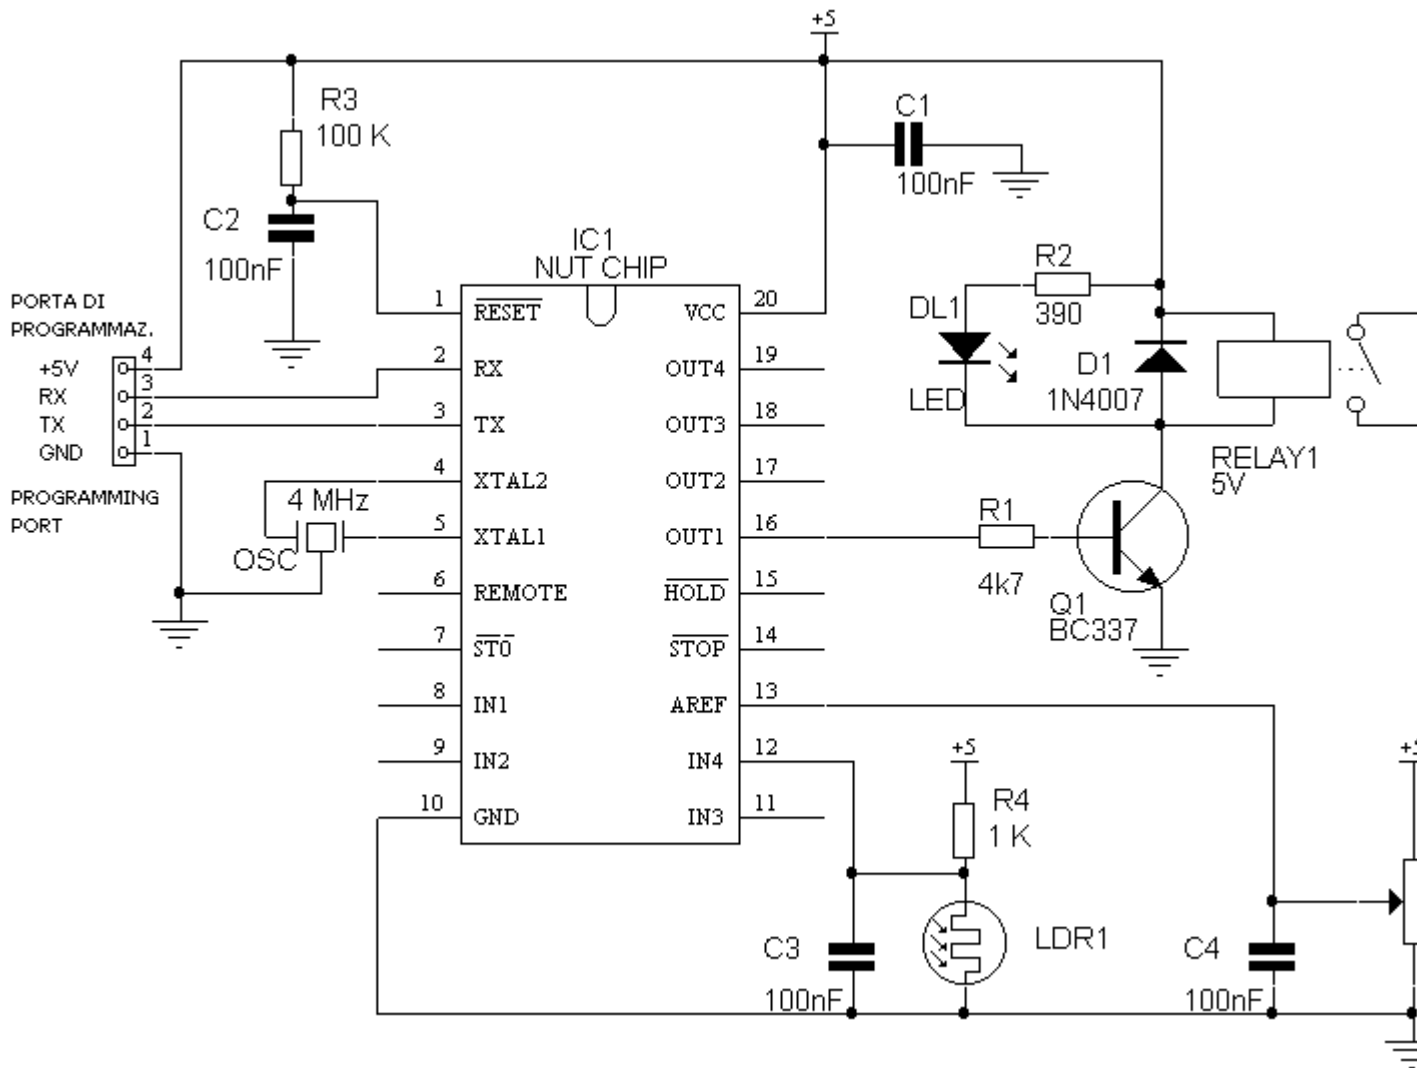 +5
R3
100 K
C1
100nF
C2
100nF
IC1
NUT CHIP
R2
390
DL1
LED
D1
1N4007
RELAY1
5V
PORTA DI
PROGRAMMAZ.
+5V 4
RX 3
TX 2
GND 1
PROGRAMMING
PORT
4 MHz
OSC
1 RESET VCC 20
2 RX OUT4 19
3 TX OUT3 18
4 XTAL2 OUT2 17
5 XTAL1 OUT1 16
6 REMOTE HOLD 15
7 ST0 STOP 14
8 IN1 AREF 13
9 IN2 IN4 12
10 GND IN3 11
R1
4k7
Q1
BC337
+5
R4
1 K
+5
C3
100nF
LDR1
C4
100nF